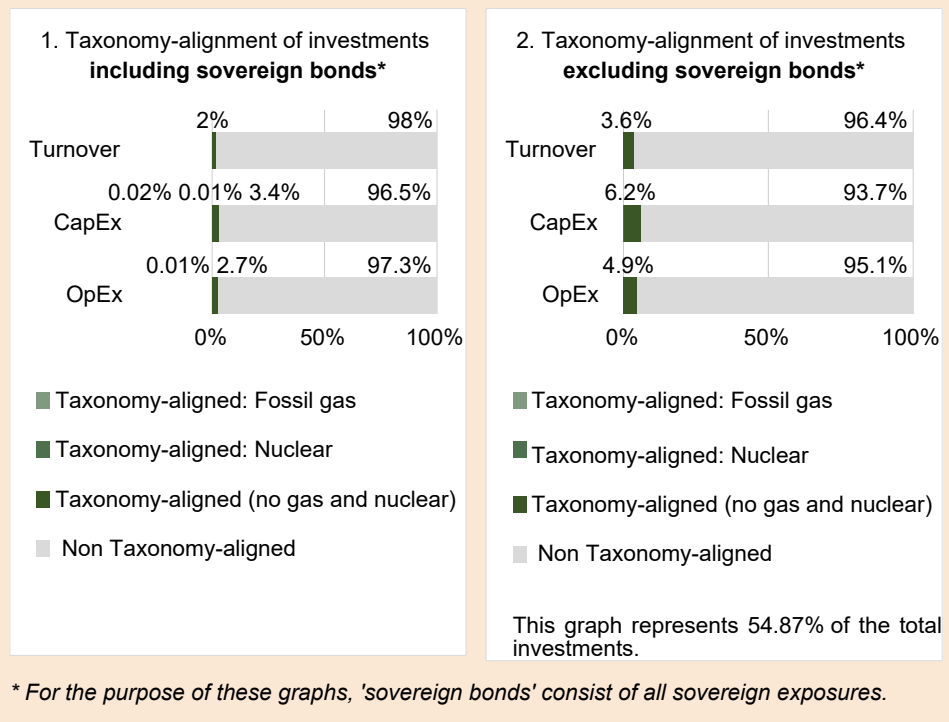 1. Taxonomy-alignment of investments
including sovereign bonds*
2% 98%
Turnover
0.02% 0.01% 3.4% 96.5%
CapEx
0.01% 2.7% 97.3%
OpEx
0% 50% 100%
Taxonomy-aligned: Fossil gas
Taxonomy-aligned: Nuclear
Taxonomy-aligned (no gas and nuclear)
Non Taxonomy-aligned
2. Taxonomy-alignment of investments
excluding sovereign bonds*
3.6% 96.4%
Turnover
6.2% 93.7%
CapEx
4.9% 95.1%
OpEx
0% 50% 100%
Taxonomy-aligned: Fossil gas
Taxonomy-aligned: Nuclear
Taxonomy-aligned (no gas and nuclear)
Non Taxonomy-aligned
This graph represents 54.87% of the total
investments.
* For the purpose of these graphs, 'sovereign bonds' consist of all sovereign exposures.